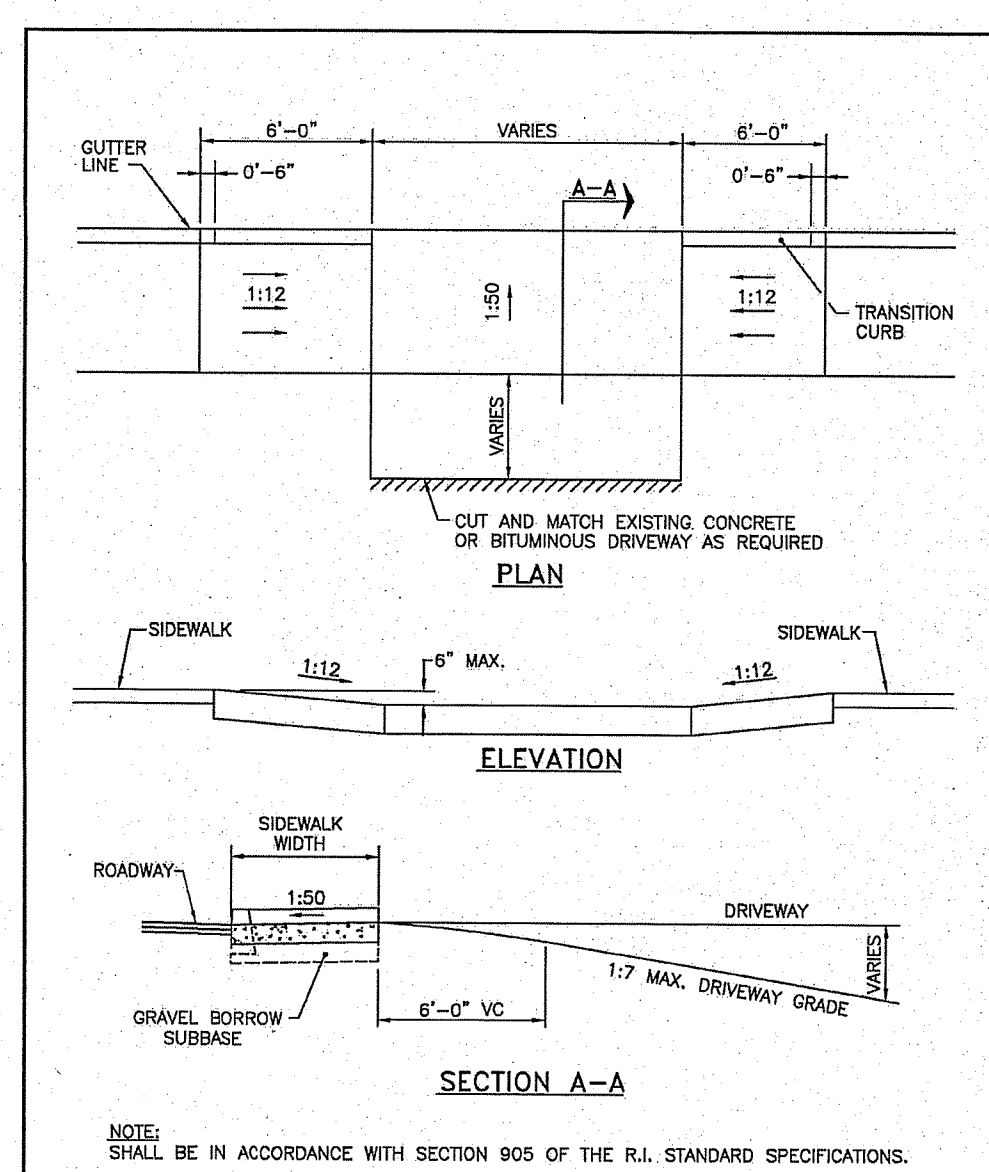 6'-0"
VARIES
6'-0"
GUTTER
LINE
0'-6"
A-A
0'-6"
1:12
1:50
1:12
TRANSITION
CURB
VARIES
CUT AND MATCH EXISTING CONCRETE
OR BITUMINOUS DRIVEWAY AS REQUIRED
PLAN
SIDEWALK
SIDEWALK
1:12
6" MAX.
1:12
ELEVATION
SIDEWALK
WIDTH
ROADWAY
1:50
DRIVEWAY
VARIES
1:7 MAX. DRIVEWAY GRADE
6'-0" VC
GRAVEL BORROW
SUBBASE
SECTION A-A
NOTE:
SHALL BE IN ACCORDANCE WITH SECTION 905 OF THE R.I. STANDARD SPECIFICATIONS.